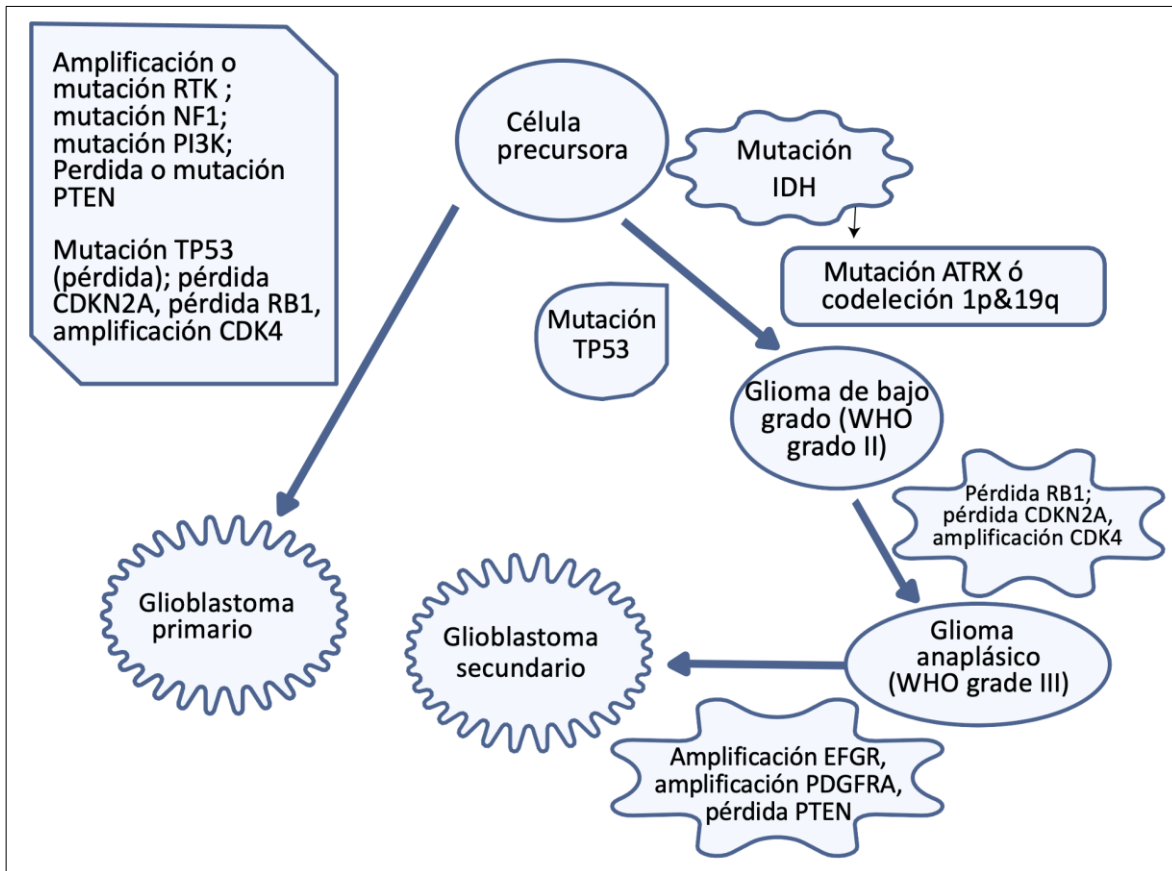 Amplificación o
mutación RTK ;
mutación NF1;
mutación PI3K;
Perdida o mutación
PTEN
Mutación TP53
(pérdida); pérdida
CDKN2A, pérdida RB1,
amplificación CDK4
Célula
precursora
Mutación
IDH
Mutación ATRX ó
codeleción 1p&19q
Mutación
TP53
Glioma de bajo
grado (WHO
grado II)
Pérdida RB1;
pérdida CDKN2A,
amplificación CDK4
Glioblastoma
primario
Glioblastoma
secundario
Glioma
anaplásico
(WHO grade III)
Amplificación EFGR,
amplificación PDGFRA,
pérdida PTEN